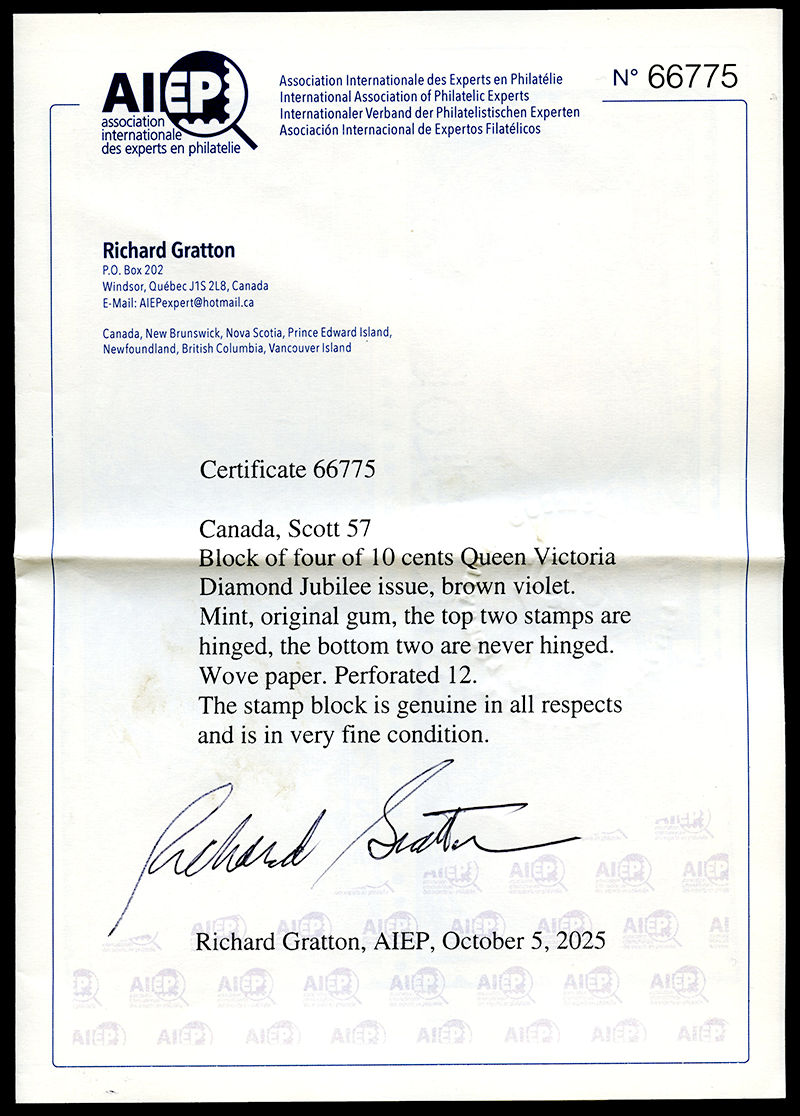 AIEP
association
internationale
des experts en philatelie
Association Internationale des Experts en Philatélie
International Association of Philatelic Experts
Internationaler Verband der Philatelistischen Experten
Asociación Internacional de Expertos Filatélicos
N° 66775
Richard Gratton
P.O. Box 202
Windsor, Québec J1S 2L8, Canada
E-Mail: AIEPexpert@hotmail.ca
Canada, New Brunswick, Nova Scotia, Prince Edward Island,
Newfoundland, British Columbia, Vancouver Island
Certificate 66775
Canada, Scott 57
Block of four of 10 cents Queen Victoria
Diamond Jubilee issue, brown violet.
Mint, original gum, the top two stamps are
hinged, the bottom two are never hinged.
Wove paper. Perforated 12.
The stamp block is genuine in all respects
and is in very fine condition.
Richard Gratton
Richard Gratton, AIEP, October 5, 2025